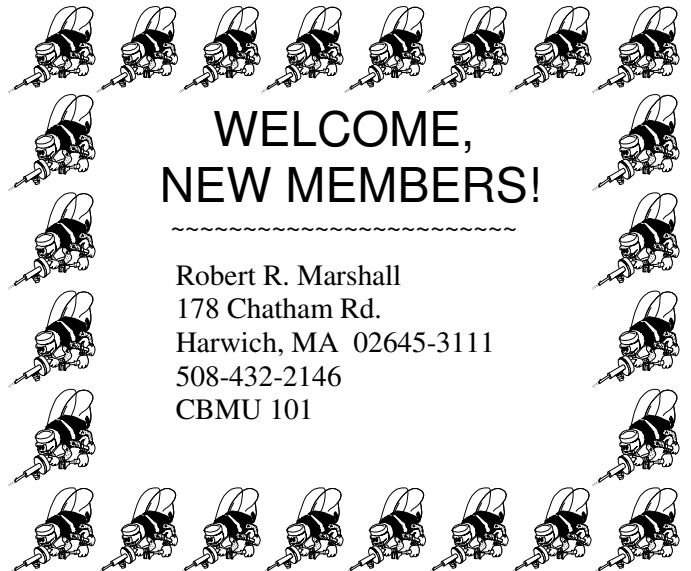 WELCOME,
NEW MEMBERS!
~~~~~~~~~~~~~~~~~~~~~~~~
Robert R. Marshall
178 Chatham Rd.
Harwich, MA  02645-3111
508-432-2146
CBMU 101